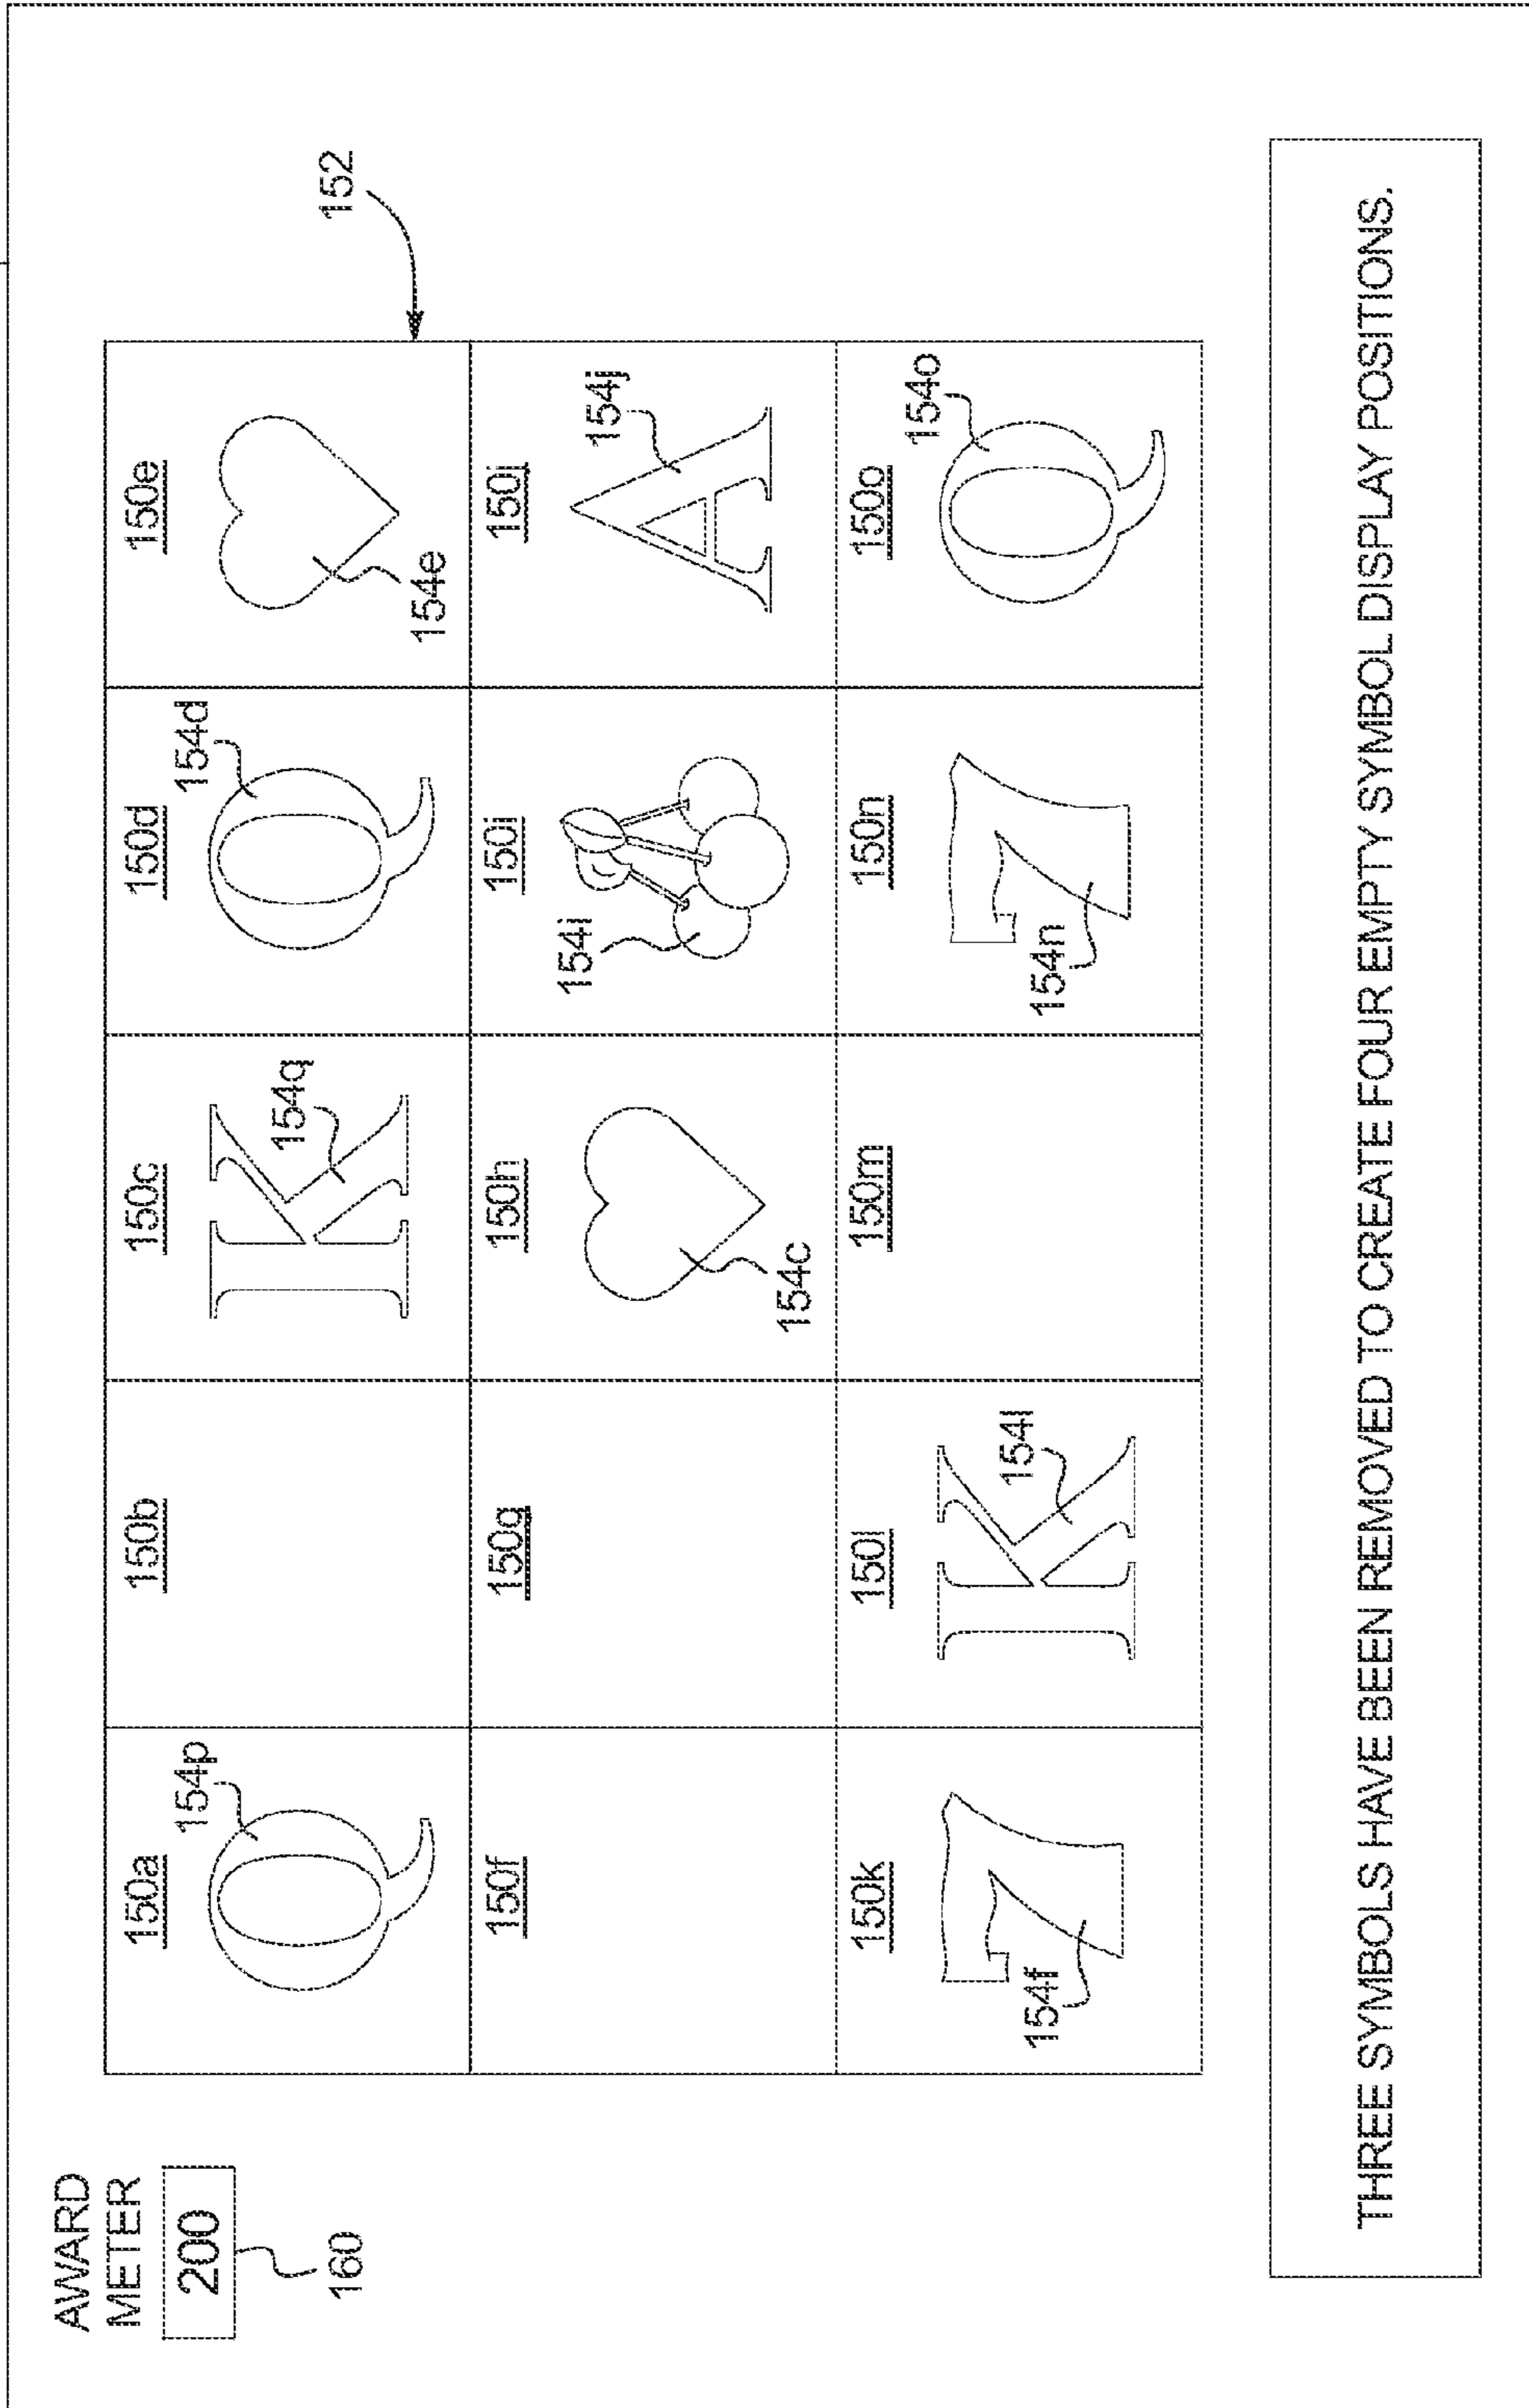 AWARD
METER
200
160
150a 150b 150c 150d 150e
154p 154q 154d
Q K Q
154e
152
150f 150g 150h 150i 150j
154i 154j
A
154c
150k 150l 150m 150n 150o
154l 154o
7 K 7 Q
154f 154n
THREE SYMBOLS HAVE BEEN REMOVED TO CREATE FOUR EMPTY SYMBOL DISPLAY POSITIONS.